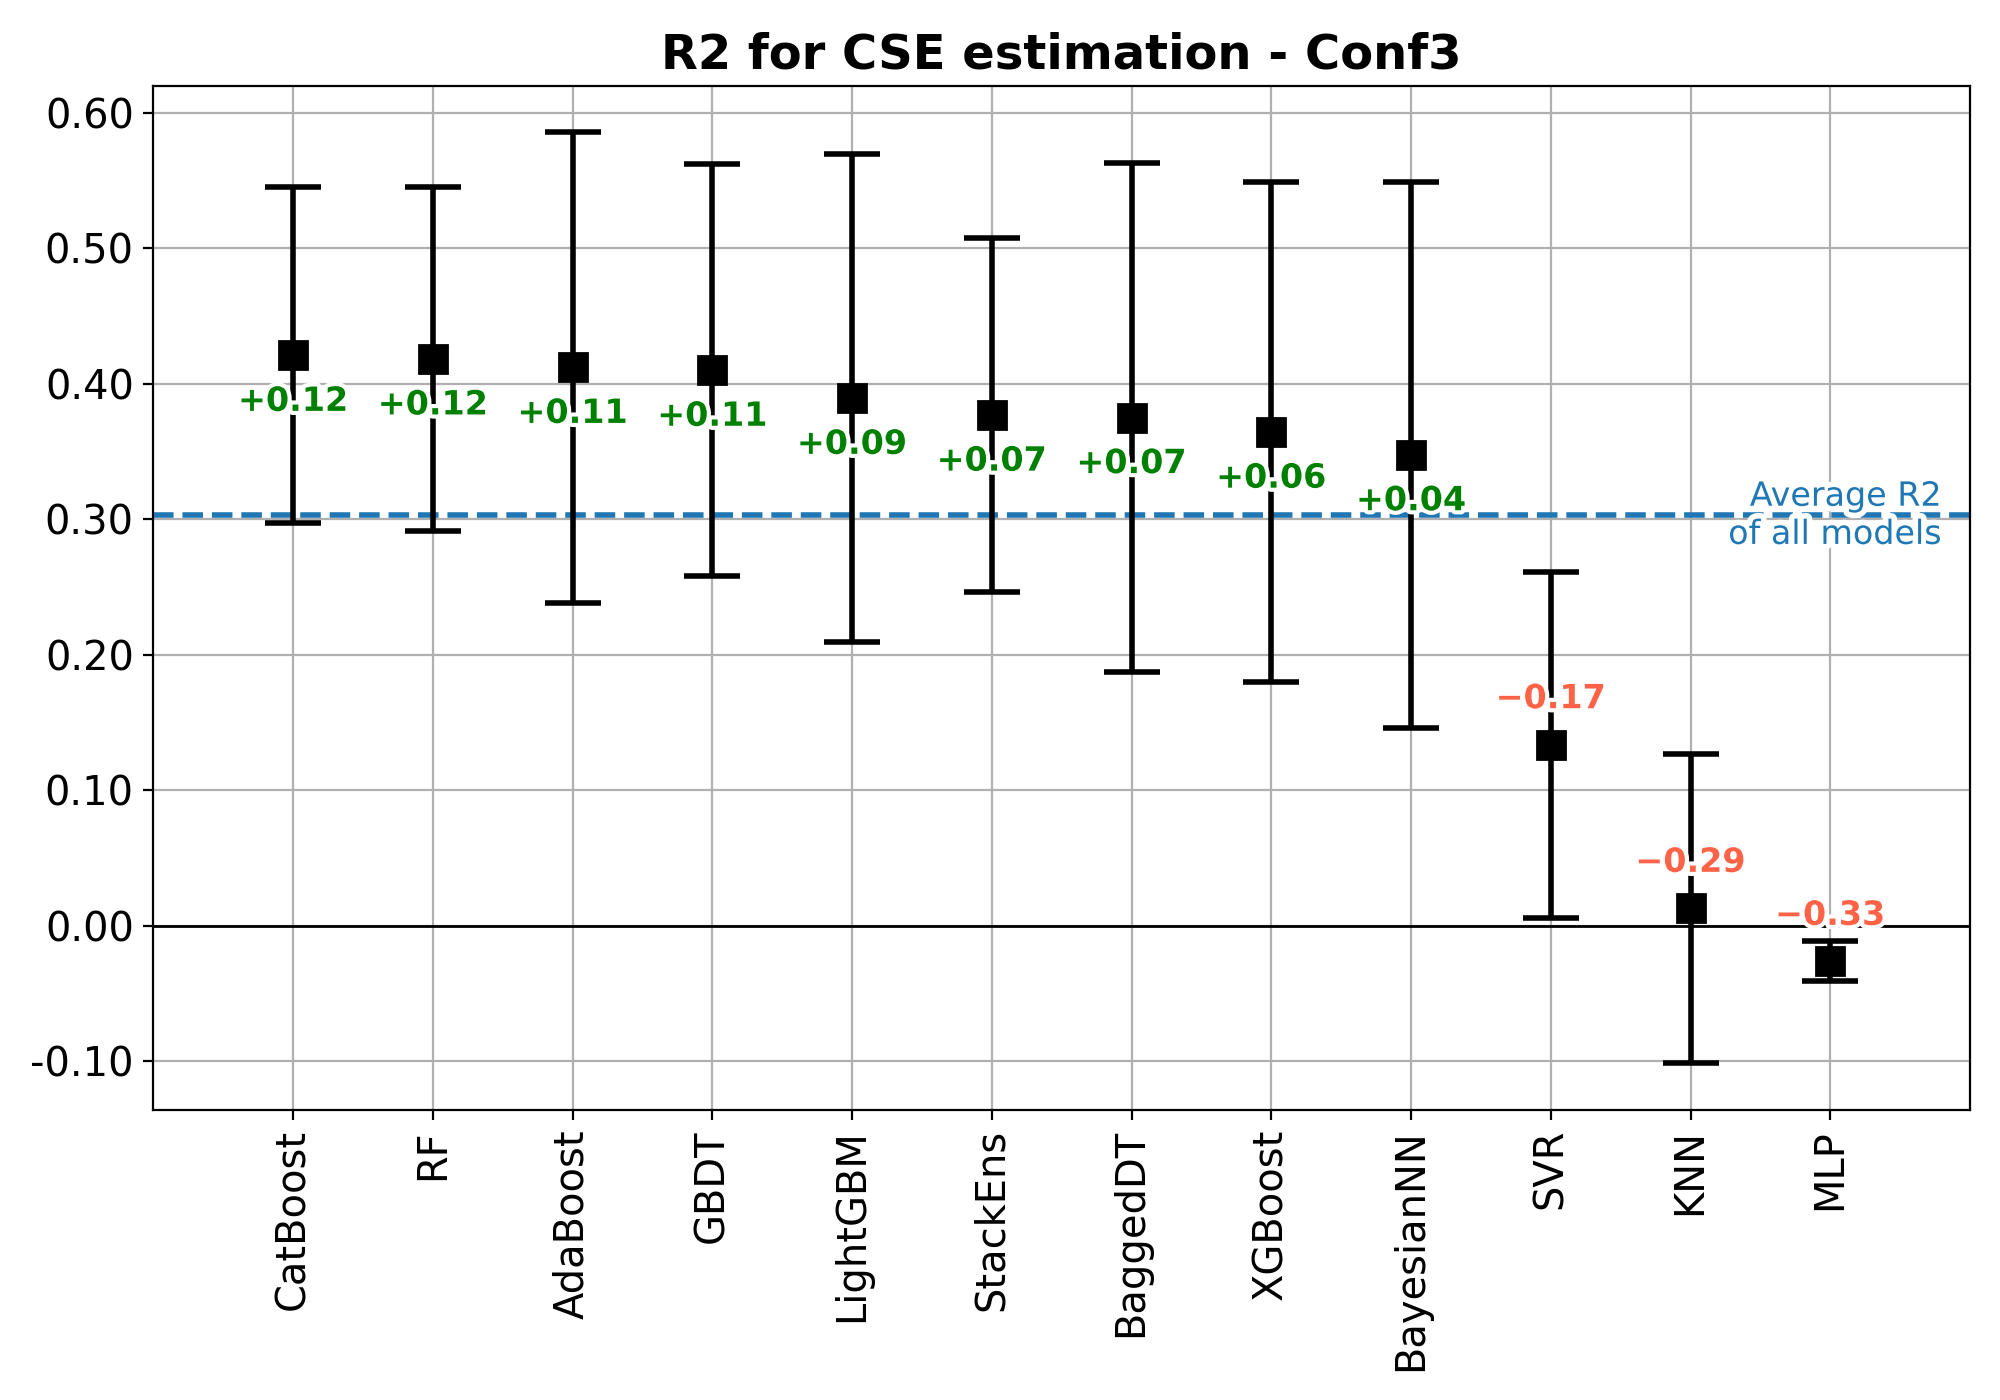 R2 for CSE estimation - Conf3
0.60
0.50
0.40
0.30
0.20
0.10
0.00
-0.10
+0.12
+0.12
+0.11
+0.11
+0.09
+0.07
+0.07
+0.06
+0.04
−0.17
−0.29
−0.33
Average R2
of all models
CatBoost
RF
AdaBoost
GBDT
LightGBM
StackEns
BaggedDT
XGBoost
BayesianNN
SVR
KNN
MLP